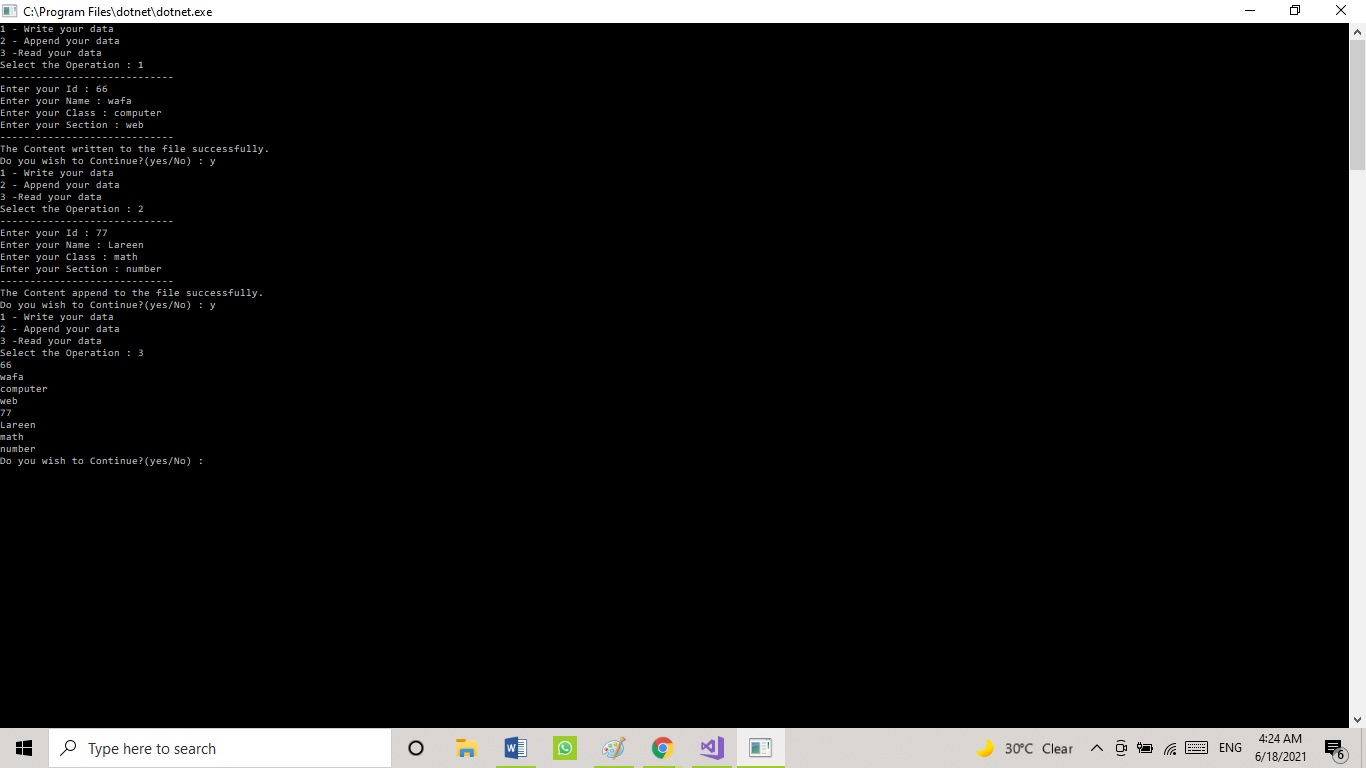 C:\Program Files\dotnet\dotnet.exe
1 - Write your data
2 - Append your data
3 -Read your data
Select the Operation : 1
-----------------------------
Enter your Id : 66
Enter your Name : wafa
Enter your Class : computer
Enter your Section : web
-----------------------------
The Content written to the file successfully.
Do you wish to Continue?(yes/No) : y
1 - Write your data
2 - Append your data
3 -Read your data
Select the Operation : 2
-----------------------------
Enter your Id : 77
Enter your Name : Lareen
Enter your Class : math
Enter your Section : number
-----------------------------
The Content append to the file successfully.
Do you wish to Continue?(yes/No) : y
1 - Write your data
2 - Append your data
3 -Read your data
Select the Operation : 3
66
wafa
computer
web
77
Lareen
math
number
Do you wish to Continue?(yes/No) :
Type here to search
30°C Clear
ENG
4:24 AM
6/18/2021
6